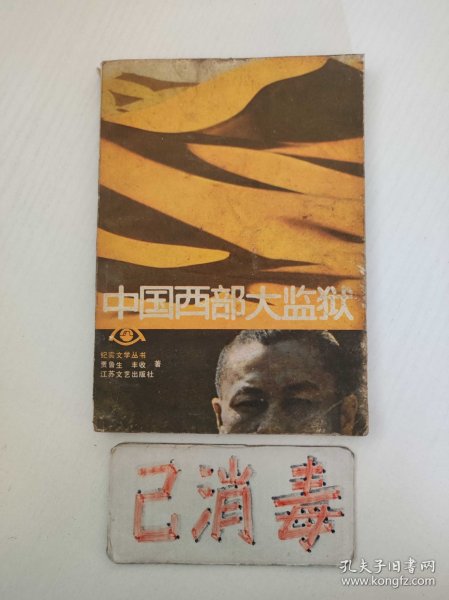 中国西部大监狱
纪实文学丛书
贾鲁生 丰收 著
江苏文艺出版社
已消毒
孔夫子旧书网
www.kongfz.com